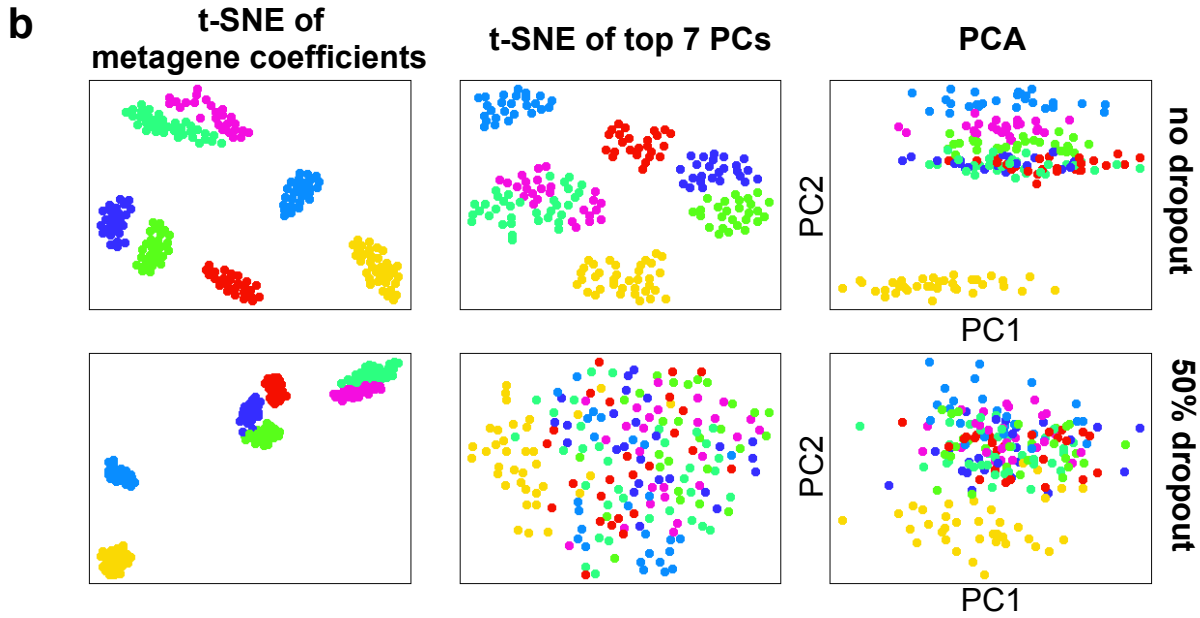 b
t-SNE of
metagene coefficients
t-SNE of top 7 PCs
PCA
PC2
PC1
no dropout
PC2
PC1
50% dropout